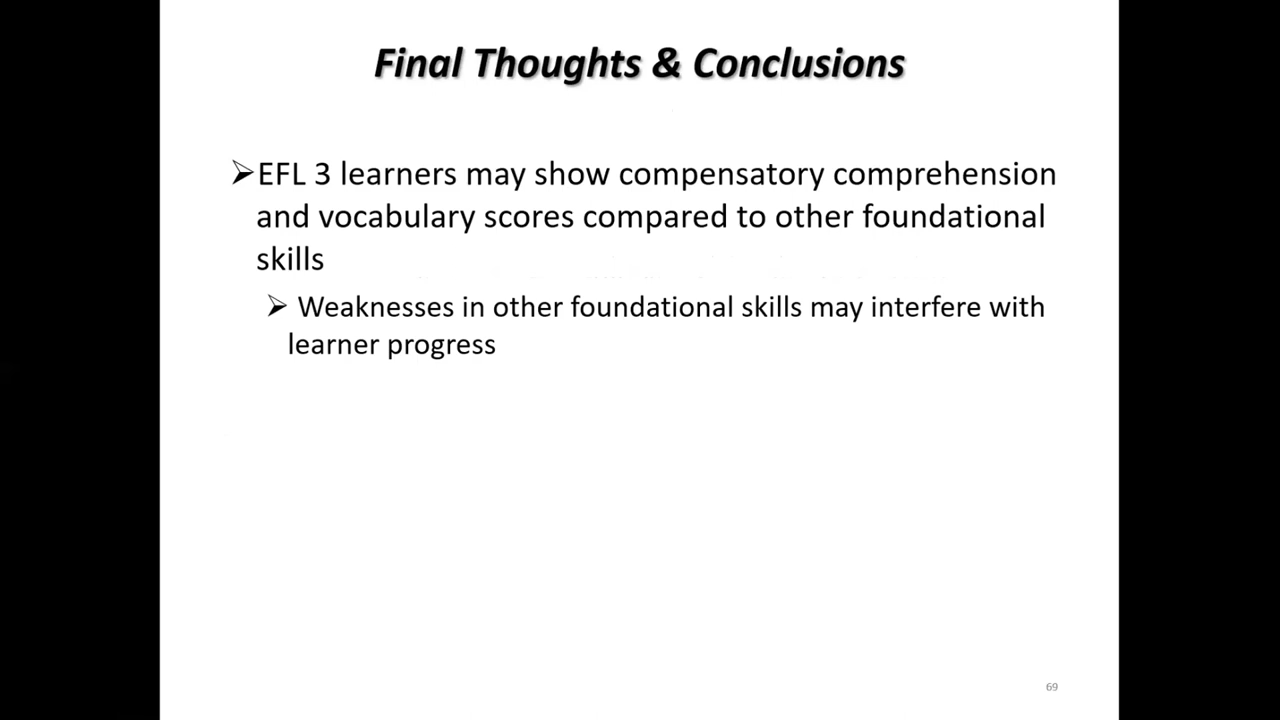 Final Thoughts & Conclusions
➢EFL 3 learners may show compensatory comprehension
and vocabulary scores compared to other foundational
skills
➢ Weaknesses in other foundational skills may interfere with
learner progress
69